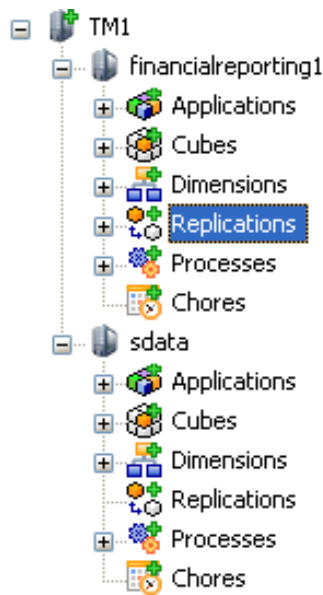 TM1
financialreporting1
Applications
Cubes
Dimensions
Replications
Processes
Chores
sdata
Applications
Cubes
Dimensions
Replications
Processes
Chores